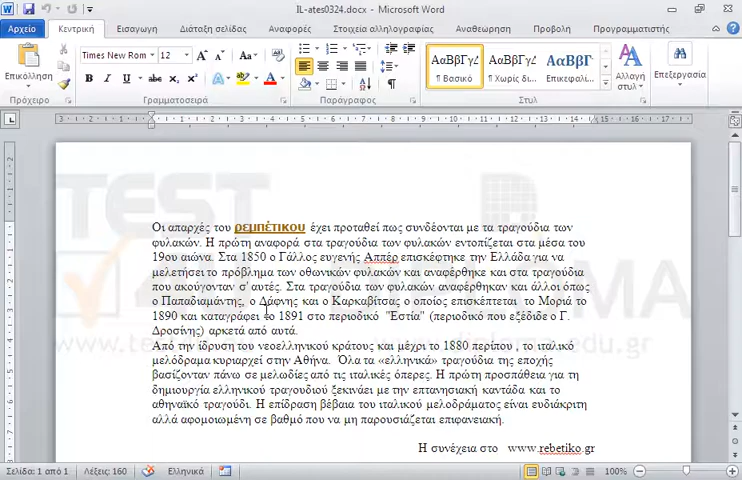 IL-ates0324.docx - Microsoft Word
Αρχείο Κεντρική Εισαγωγή Διάταξη σελίδας Αναφορές Στοιχεία αλληλογραφίας Αναθεώρηση Προβολή Προγραμματιστής
Επικόλληση
Times New Rom 12
ΑαΒβΓγΔ ΑαΒβΓγΔ ΑαΒβΓγ
¶ Βασικό ¶ Χωρίς δι... Επικεφαλί...
Αλλαγή στυλ
Επεξεργασία
Πρόχειρο Γραμματοσειρά Παράγραφος Στυλ
TEST
DIPLOMA
www.diploma.edu.gr
Οι απαρχές του ρεμπέτικου έχει προταθεί πως συνδέονται με τα τραγούδια των
φυλακών. Η πρώτη αναφορά στα τραγούδια των φυλακών εντοπίζεται στα μέσα του
19ου αιώνα. Στα 1850 ο Γάλλος ευγενής Αππέρ επισκέφτηκε την Ελλάδα για να
μελετήσει το πρόβλημα των οθωνικών φυλακών και αναφέρθηκε και στα τραγούδια
που ακούγονταν σ' αυτές. Στα τραγούδια των φυλακών αναφέρθηκαν και άλλοι όπως
ο Παπαδιαμάντης, ο Δάφνης και ο Καρκαβίτσας ο οποίος επισκέπτεται το Μοριά το
1890 και καταγράφει το 1891 στο περιοδικό "Εστία" (περιοδικό που εξέδιδε ο Γ.
Δροσίνης) αρκετά από αυτά.
Από την ίδρυση του νεοελληνικού κράτους και μέχρι το 1880 περίπου , το ιταλικό
μελόδραμα κυριαρχεί στην Αθήνα. Όλα τα «ελληνικά» τραγούδια της εποχής
βασίζονταν πάνω σε μελωδίες από τις ιταλικές όπερες. Η πρώτη προσπάθεια για τη
δημιουργία ελληνικού τραγουδιού ξεκινάει με την επτανησιακή καντάδα και το
αθηναϊκό τραγούδι. Η επίδραση βέβαια του ιταλικού μελοδράματος είναι ευδιάκριτη
αλλά αφομοιωμένη σε βαθμό που να μη παρουσιάζεται επιφανειακή.
Η συνέχεια στο www.rebetiko.gr
Σελίδα: 1 από 1 Λέξεις: 160 Ελληνικά 100%